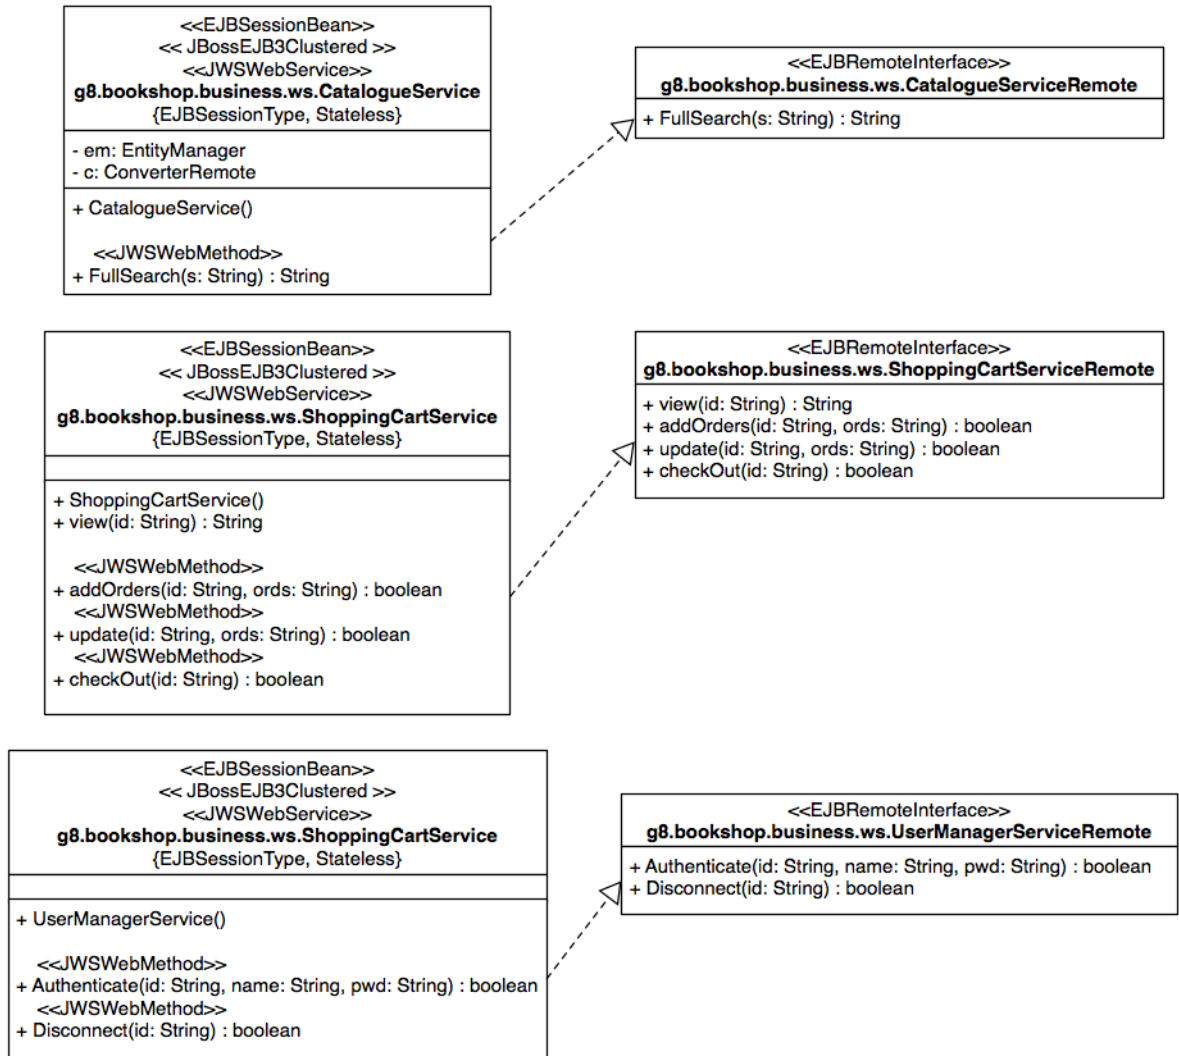 <<EJBSessionBean>>
<< JBossEJB3Clustered >>
<<JWSWebService>>
g8.bookshop.business.ws.CatalogueService
{EJBSessionType, Stateless}
- em: EntityManager
- c: ConverterRemote
+ CatalogueService()
<<JWSWebMethod>>
+ FullSearch(s: String) : String
<<EJBRemoteInterface>>
g8.bookshop.business.ws.CatalogueServiceRemote
+ FullSearch(s: String) : String
<<EJBSessionBean>>
<< JBossEJB3Clustered >>
<<JWSWebService>>
g8.bookshop.business.ws.ShoppingCartService
{EJBSessionType, Stateless}
+ ShoppingCartService()
+ view(id: String) : String
<<JWSWebMethod>>
+ addOrders(id: String, ords: String) : boolean
<<JWSWebMethod>>
+ update(id: String, ords: String) : boolean
<<JWSWebMethod>>
+ checkOut(id: String) : boolean
<<EJBRemoteInterface>>
g8.bookshop.business.ws.ShoppingCartServiceRemote
+ view(id: String) : String
+ addOrders(id: String, ords: String) : boolean
+ update(id: String, ords: String) : boolean
+ checkOut(id: String) : boolean
<<EJBSessionBean>>
<< JBossEJB3Clustered >>
<<JWSWebService>>
g8.bookshop.business.ws.ShoppingCartService
{EJBSessionType, Stateless}
+ UserManagerService()
<<JWSWebMethod>>
+ Authenticate(id: String, name: String, pwd: String) : boolean
<<JWSWebMethod>>
+ Disconnect(id: String) : boolean
<<EJBRemoteInterface>>
g8.bookshop.business.ws.UserManagerServiceRemote
+ Authenticate(id: String, name: String, pwd: String) : boolean
+ Disconnect(id: String) : boolean